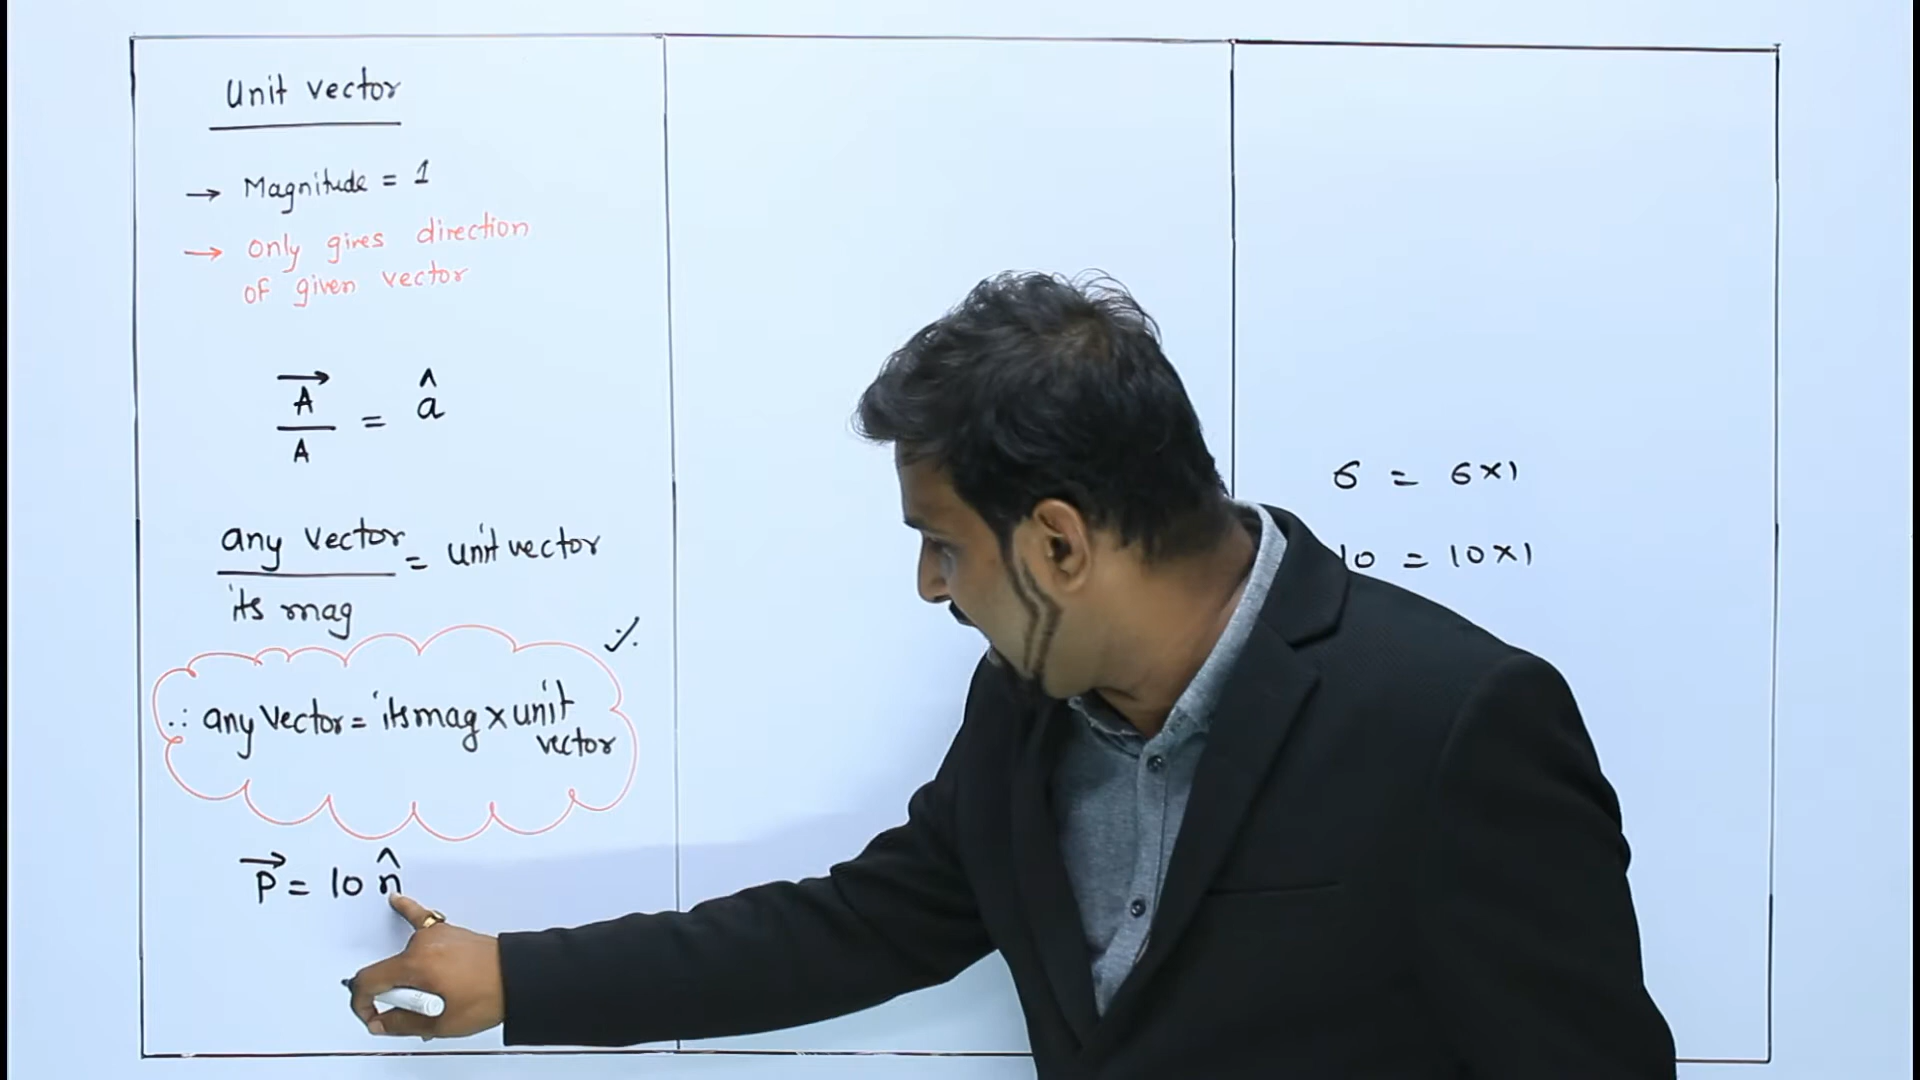 Unit vector
→ Magnitude = 1
→ only gives direction
of given vector
A⃗ / A = â
any vector / its mag = unit vector
∴ any vector = its mag × unit
vector
P⃗ = 10 n̂
6 = 6×1
10 = 10×1